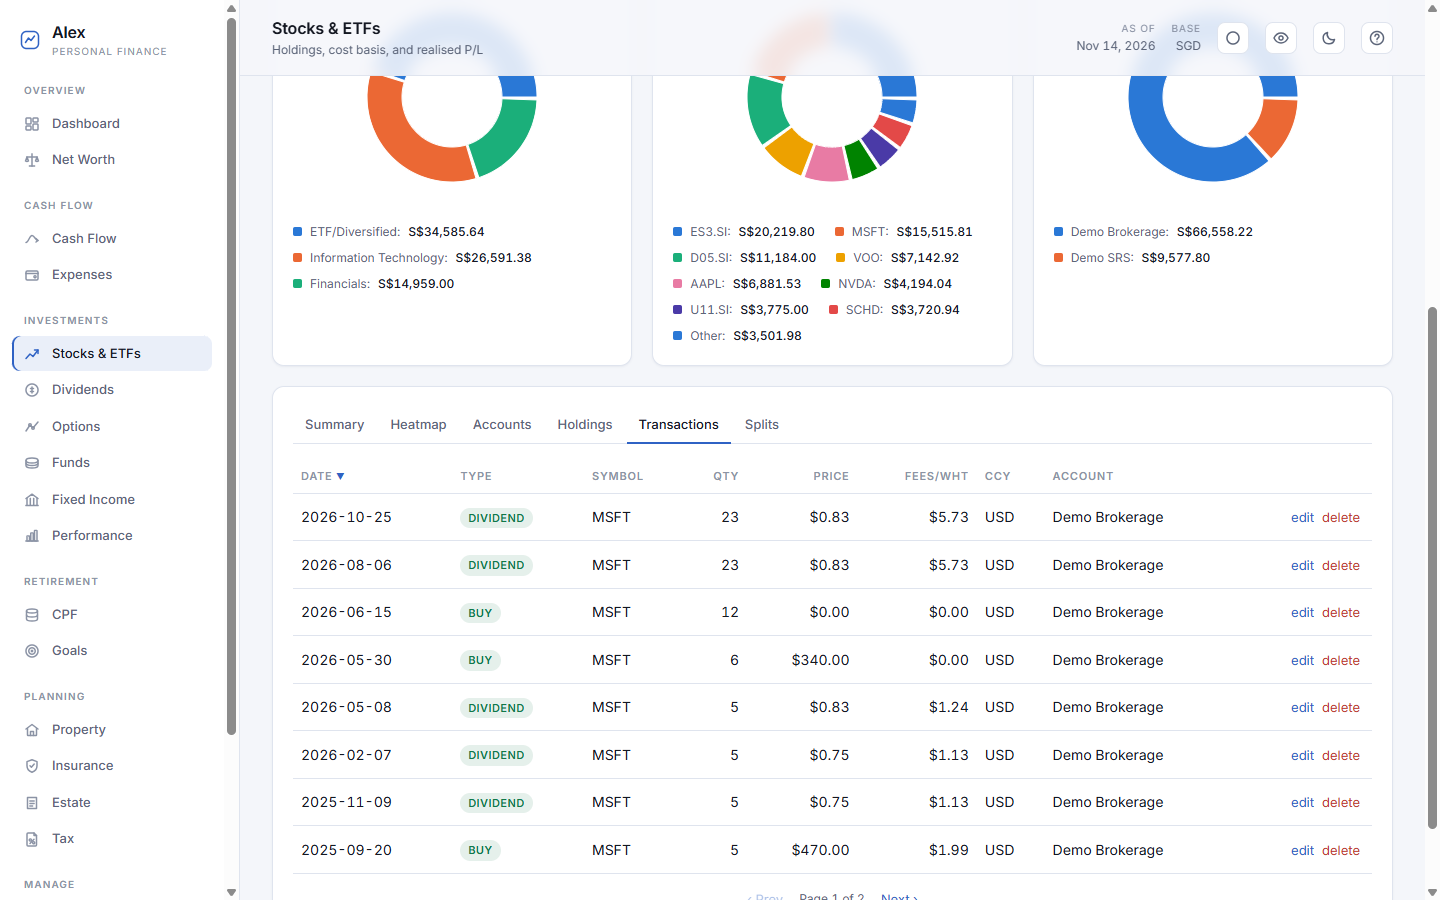 Alex
PERSONAL FINANCE
OVERVIEW
Dashboard
Net Worth
CASH FLOW
Cash Flow
Expenses
INVESTMENTS
Stocks & ETFs
Dividends
Options
Funds
Fixed Income
Performance
RETIREMENT
CPF
Goals
PLANNING
Property
Insurance
Estate
Tax
MANAGE
Stocks & ETFs
Holdings, cost basis, and realised P/L
AS OF
Nov 14, 2026
BASE
SGD
ETF/Diversified: S$34,585.64
Information Technology: S$26,591.38
Financials: S$14,959.00
ES3.SI: S$20,219.80 MSFT: S$15,515.81
D05.SI: S$11,184.00 VOO: S$7,142.92
AAPL: S$6,881.53 NVDA: S$4,194.04
U11.SI: S$3,775.00 SCHD: S$3,720.94
Other: S$3,501.98
Demo Brokerage: S$66,558.22
Demo SRS: S$9,577.80
Summary Heatmap Accounts Holdings Transactions Splits
DATE ▼ TYPE SYMBOL QTY PRICE FEES/WHT CCY ACCOUNT
2026-10-25 DIVIDEND MSFT 23 $0.83 $5.73 USD Demo Brokerage edit delete
2026-08-06 DIVIDEND MSFT 23 $0.83 $5.73 USD Demo Brokerage edit delete
2026-06-15 BUY MSFT 12 $0.00 $0.00 USD Demo Brokerage edit delete
2026-05-30 BUY MSFT 6 $340.00 $0.00 USD Demo Brokerage edit delete
2026-05-08 DIVIDEND MSFT 5 $0.83 $1.24 USD Demo Brokerage edit delete
2026-02-07 DIVIDEND MSFT 5 $0.75 $1.13 USD Demo Brokerage edit delete
2025-11-09 DIVIDEND MSFT 5 $0.75 $1.13 USD Demo Brokerage edit delete
2025-09-20 BUY MSFT 5 $470.00 $1.99 USD Demo Brokerage edit delete
‹ Prev Page 1 of 2 Next ›